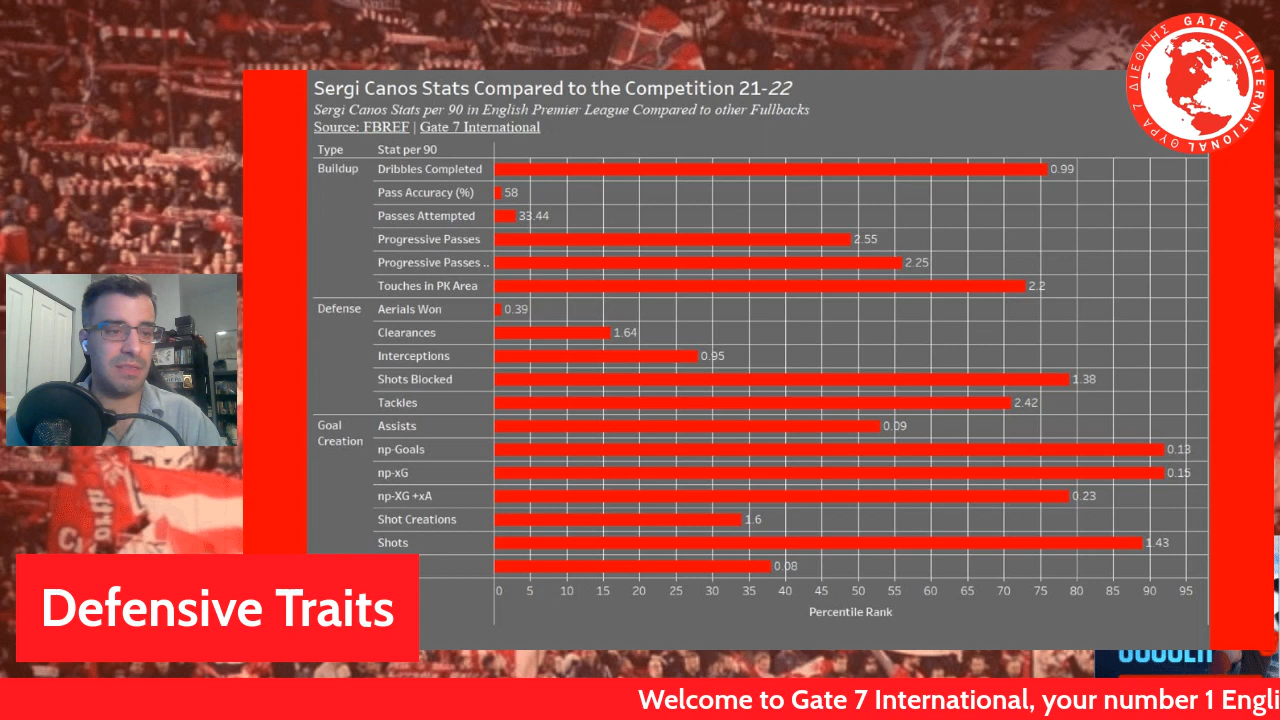 Sergi Canos Stats Compared to the Competition 21-22
Sergi Canos Stats per 90 in English Premier League Compared to other Fullbacks
Source: FBREF | Gate 7 International
Type Stat per 90
Buildup Dribbles Completed 0.99
Pass Accuracy (%) 58
Passes Attempted 33.44
Progressive Passes 2.55
Progressive Passes .. 2.25
Touches in PK Area 2.2
Defense Aerials Won 0.39
Clearances 1.64
Interceptions 0.95
Shots Blocked 1.38
Tackles 2.42
Goal Creation Assists 0.09
np-Goals 0.13
np-xG 0.15
np-XG +xA 0.23
Shot Creations 1.6
Shots 1.43
0.08
0 5 10 15 20 25 30 35 40 45 50 55 60 65 70 75 80 85 90 95
Percentile Rank
GATE 7 INTERNATIONAL
ΘΥΡΑ 7 ΔΙΕΘΝΗΣ
Defensive Traits
Welcome to Gate 7 International, your number 1 Engli